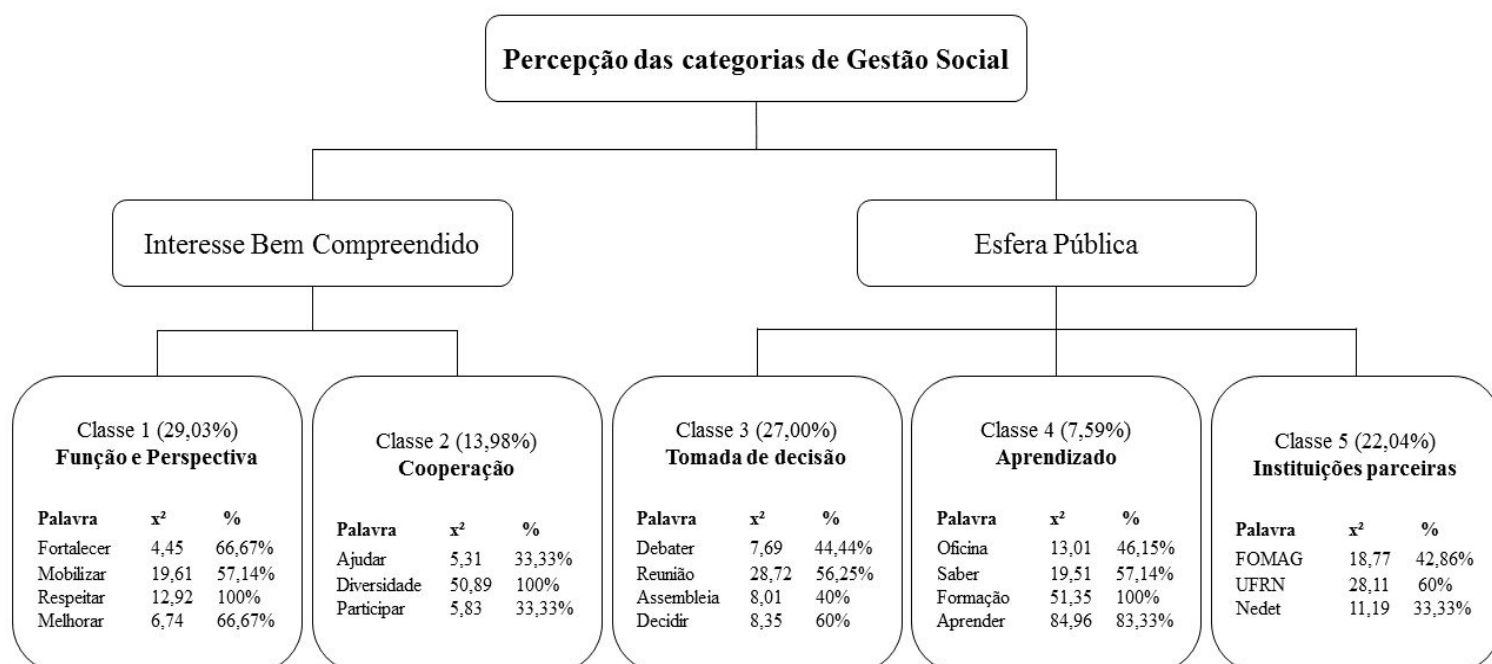 Percepção das categorias de Gestão Social
Interesse Bem Compreendido
Esfera Pública
Classe 1 (29,03%)
Função e Perspectiva
Palavra x² %
Fortalecer 4,45 66,67%
Mobilizar 19,61 57,14%
Respeitar 12,92 100%
Melhorar 6,74 66,67%
Classe 2 (13,98%)
Cooperação
Palavra x² %
Ajudar 5,31 33,33%
Diversidade 50,89 100%
Participar 5,83 33,33%
Classe 3 (27,00%)
Tomada de decisão
Palavra x² %
Debater 7,69 44,44%
Reunião 28,72 56,25%
Assembleia 8,01 40%
Decidir 8,35 60%
Classe 4 (7,59%)
Aprendizado
Palavra x² %
Oficina 13,01 46,15%
Saber 19,51 57,14%
Formação 51,35 100%
Aprender 84,96 83,33%
Classe 5 (22,04%)
Instituições parceiras
Palavra x² %
FOMAG 18,77 42,86%
UFRN 28,11 60%
Nedet 11,19 33,33%